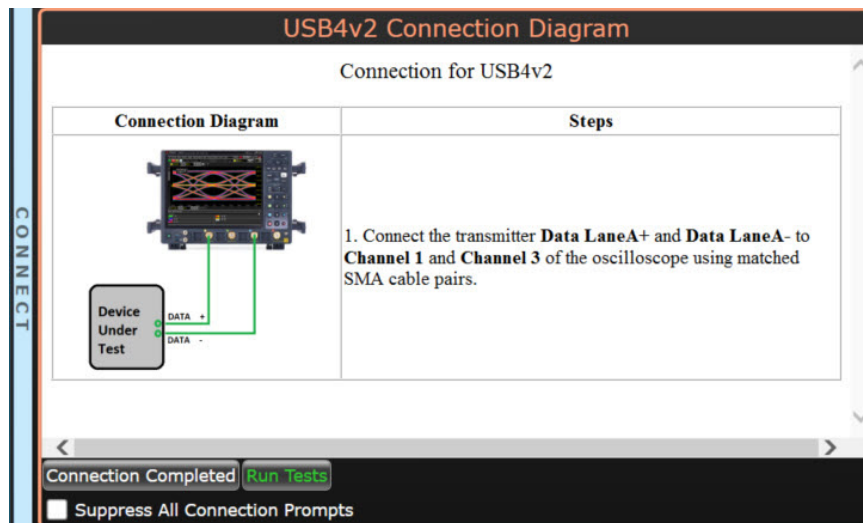 USB4v2 Connection Diagram
Connection for USB4v2
Connection Diagram
Steps
1. Connect the transmitter Data LaneA+ and Data LaneA- to
Channel 1 and Channel 3 of the oscilloscope using matched
SMA cable pairs.
Device
Under
Test
DATA +
DATA -
CONNECT
Connection Completed
Run Tests
Suppress All Connection Prompts